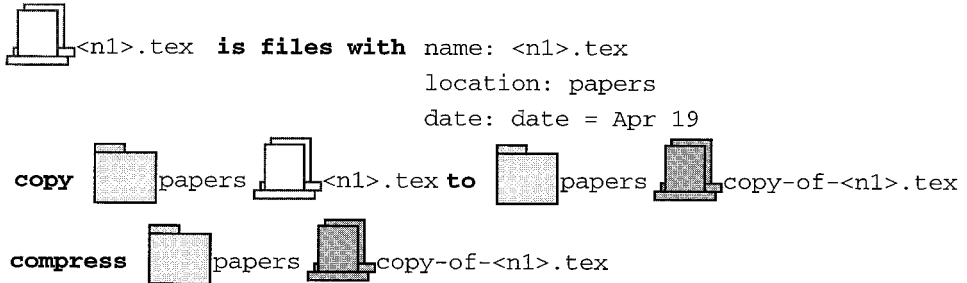 <n1>.tex is files with name: <n1>.tex
location: papers
date: date = Apr 19
copy papers <n1>.tex to papers copy-of-<n1>.tex
compress papers copy-of-<n1>.tex